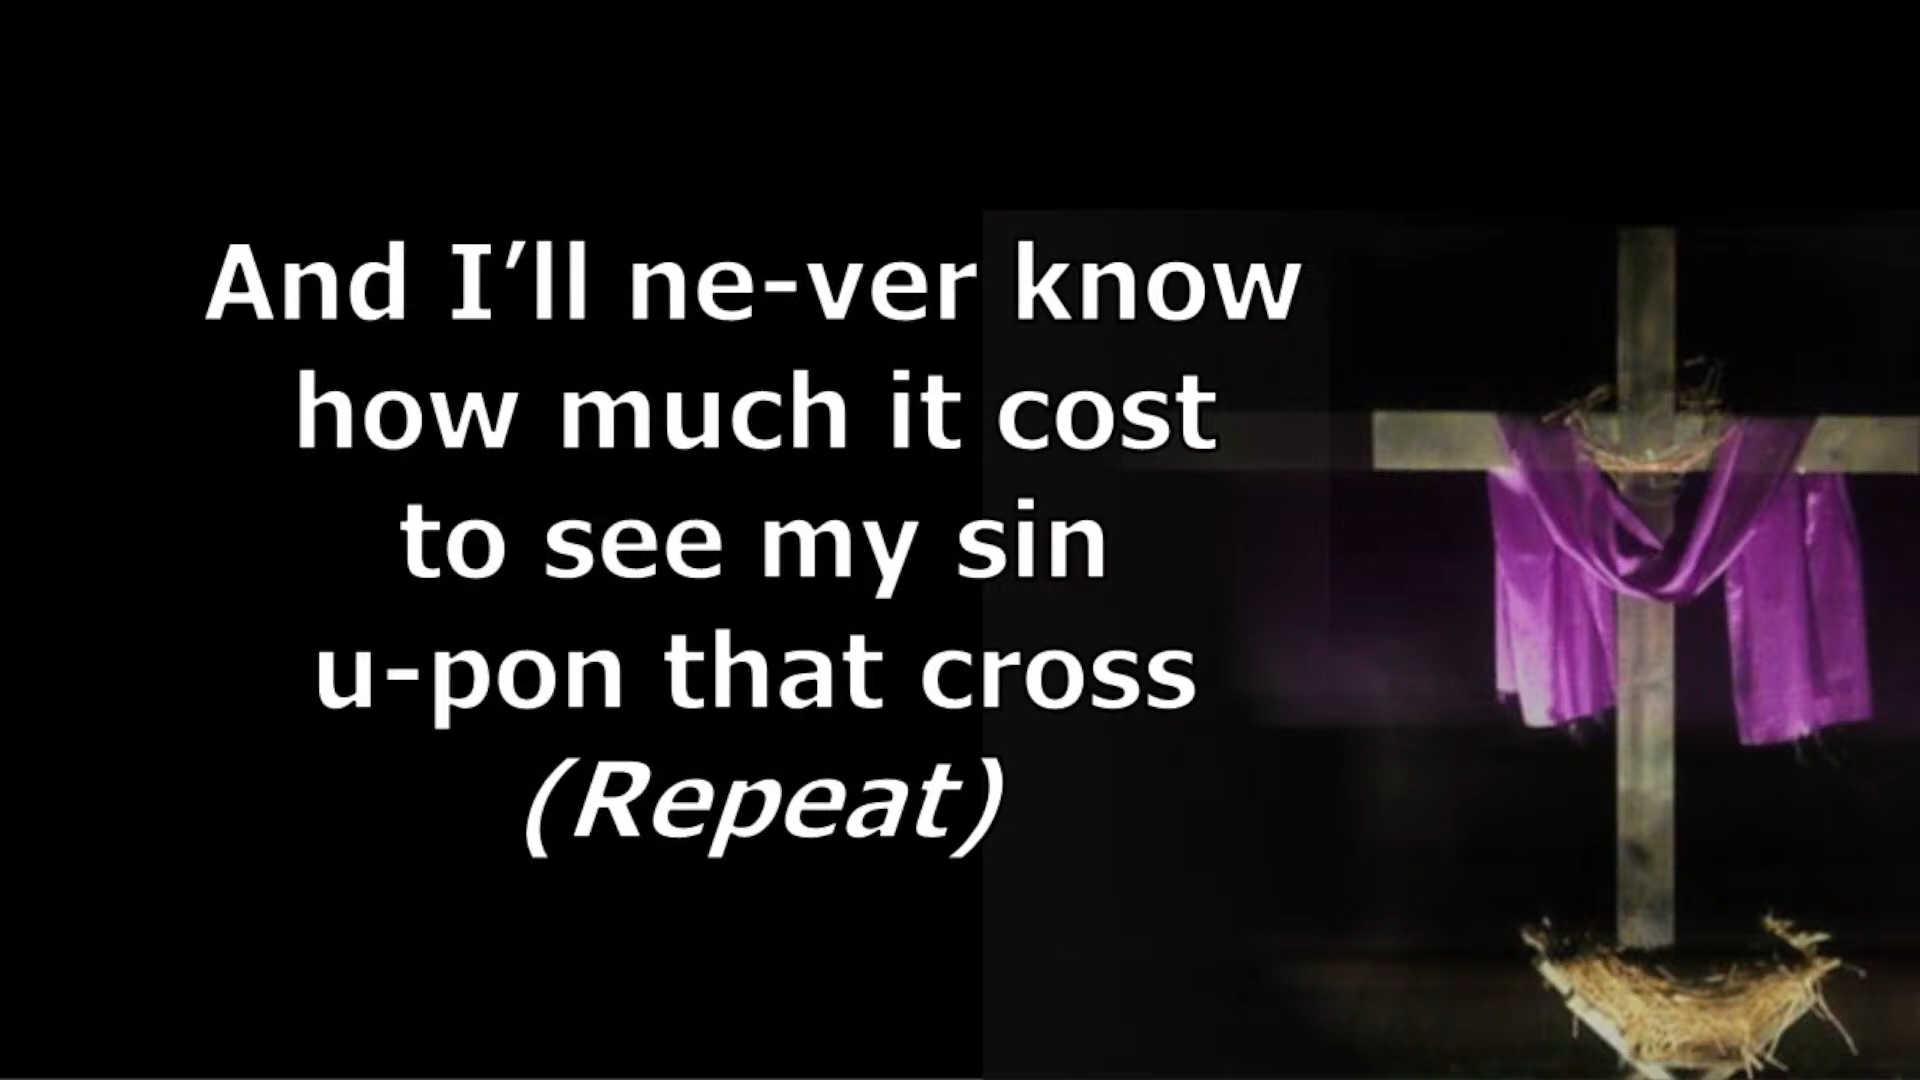 And I’ll ne-ver know
how much it cost
to see my sin
u-pon that cross
(Repeat)